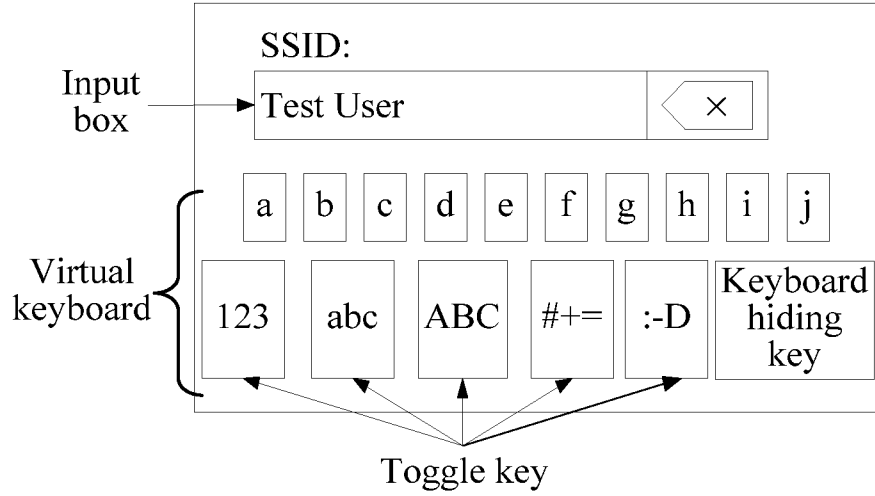 SSID:
Input
box
Test User
×
a b c d e f g h i j
Virtual
keyboard
123 abc ABC #+= :-D
Keyboard
hiding
key
Toggle key